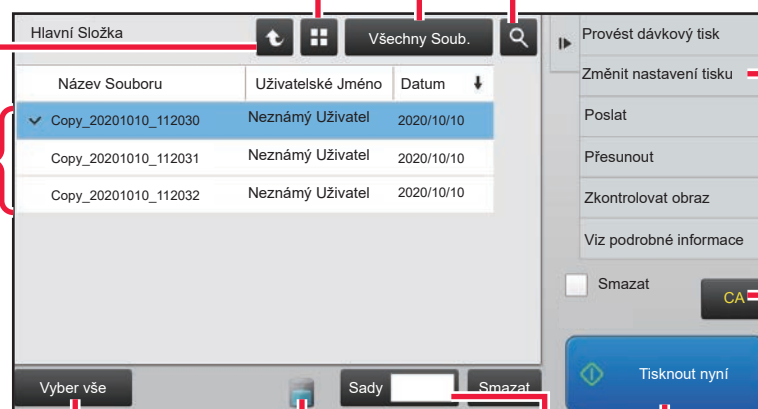 Hlavní Složka
Všechny Soub.
Název Souboru Uživatelské Jméno Datum
Copy_20201010_112030 Neznámý Uživatel 2020/10/10
Copy_20201010_112031 Neznámý Uživatel 2020/10/10
Copy_20201010_112032 Neznámý Uživatel 2020/10/10
Vyber vše
Sady
Smazat
Provést dávkový tisk
Změnit nastavení tisku
Poslat
Přesunout
Zkontrolovat obraz
Viz podrobné informace
Smazat
CA
Tisknout nyní